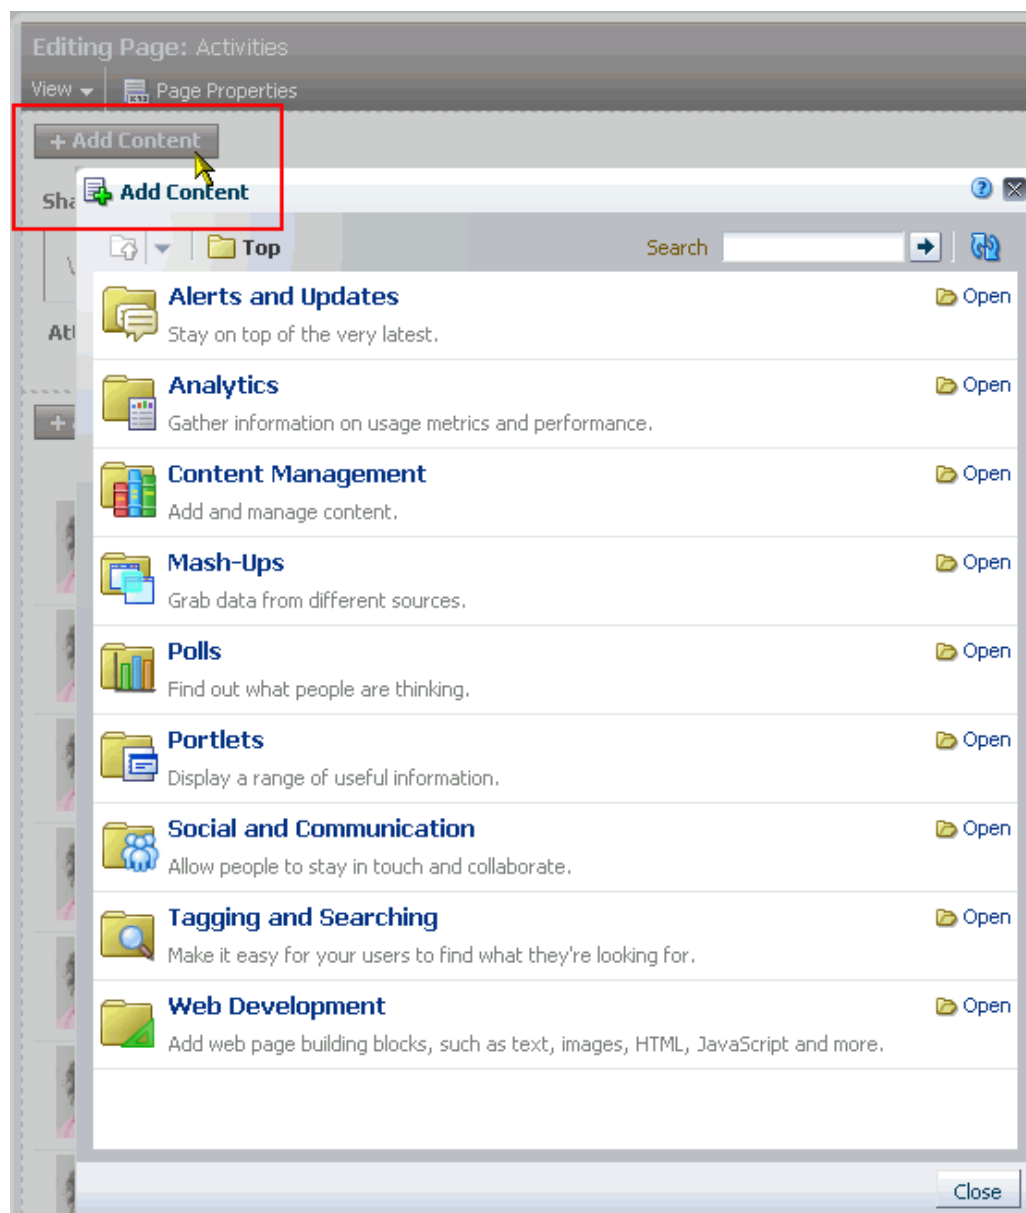 Editing Page: Activities
View Page Properties
+ Add Content
Add Content
Top Search
Alerts and Updates Open
Stay on top of the very latest.
Analytics Open
Gather information on usage metrics and performance.
Content Management Open
Add and manage content.
Mash-Ups Open
Grab data from different sources.
Polls Open
Find out what people are thinking.
Portlets Open
Display a range of useful information.
Social and Communication Open
Allow people to stay in touch and collaborate.
Tagging and Searching Open
Make it easy for your users to find what they're looking for.
Web Development Open
Add web page building blocks, such as text, images, HTML, JavaScript and more.
Close